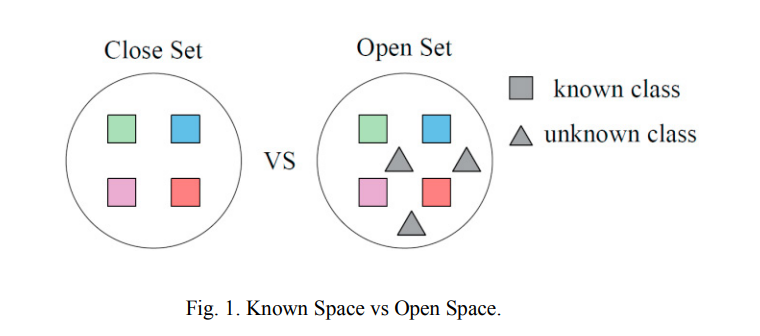 Close Set
Open Set
known class
unknown class
VS
Fig. 1. Known Space vs Open Space.